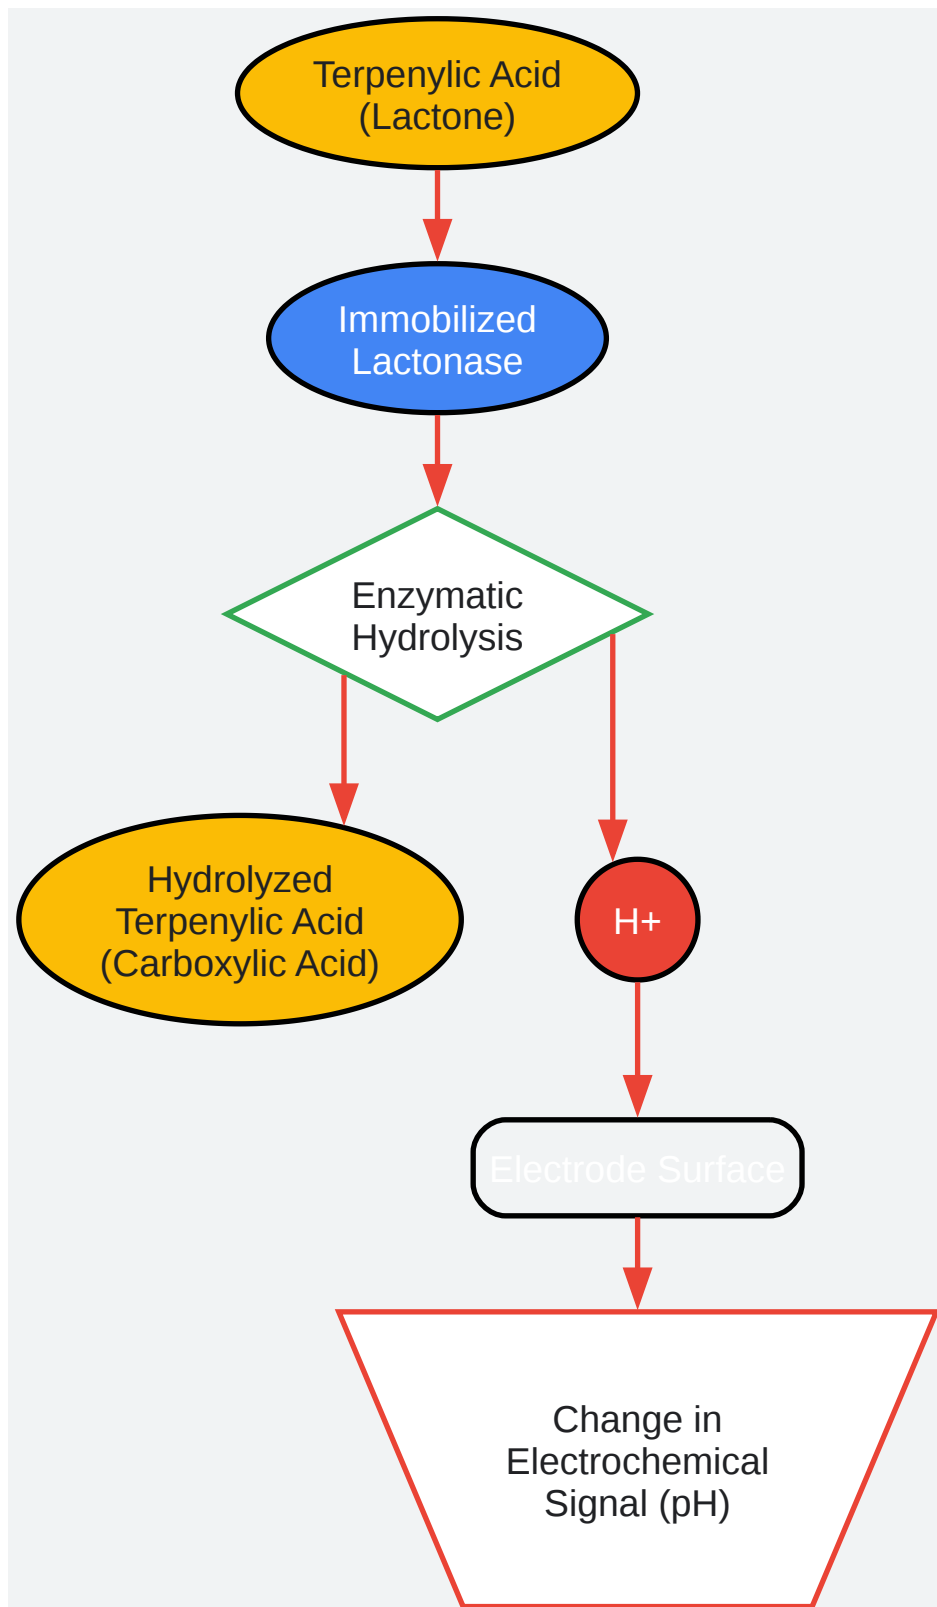 Terpenylic Acid
(Lactone)
Immobilized
Lactonase
Enzymatic
Hydrolysis
Hydrolyzed
Terpenylic Acid
(Carboxylic Acid)
H+
Electrode Surface
Change in
Electrochemical
Signal (pH)